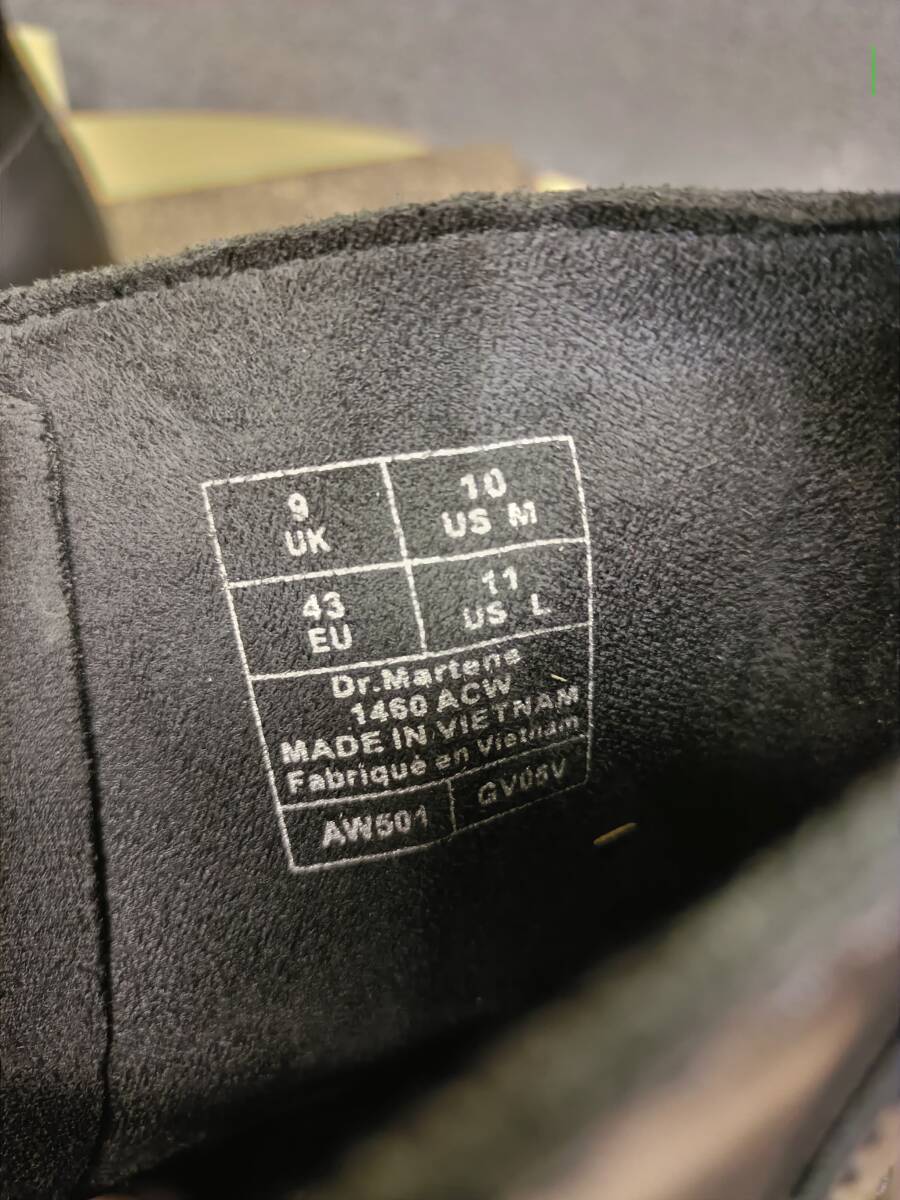 9
UK
10
US M
43
EU
11
US L
Dr.Martens
1460 ACW
MADE IN VIETNAM
Fabriqué en Vietnam
AW501
GV05V